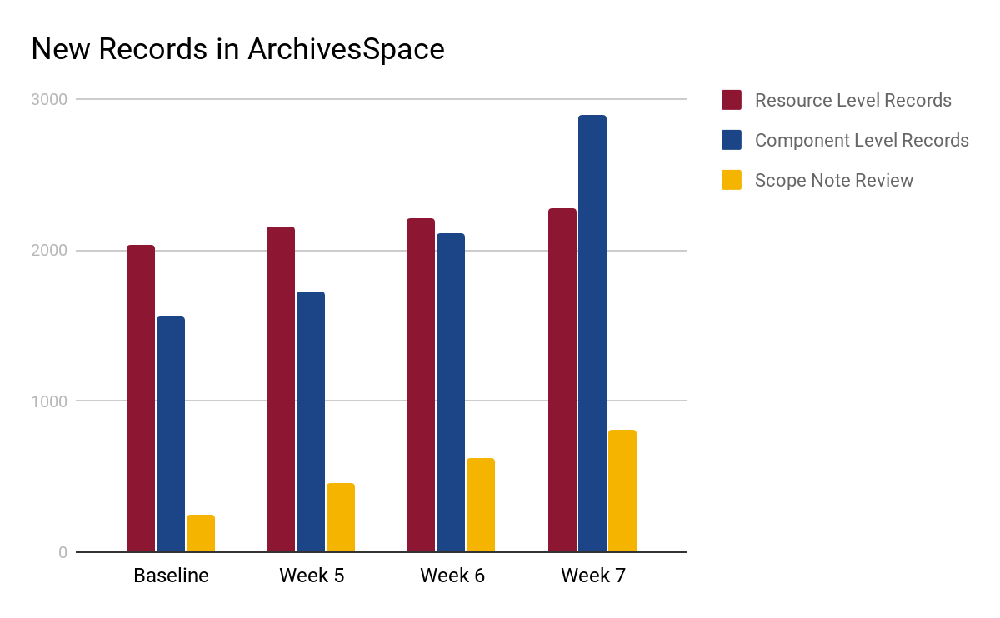 New Records in ArchivesSpace
3000
2000
1000
0
Baseline
Week 5
Week 6
Week 7
Resource Level Records
Component Level Records
Scope Note Review